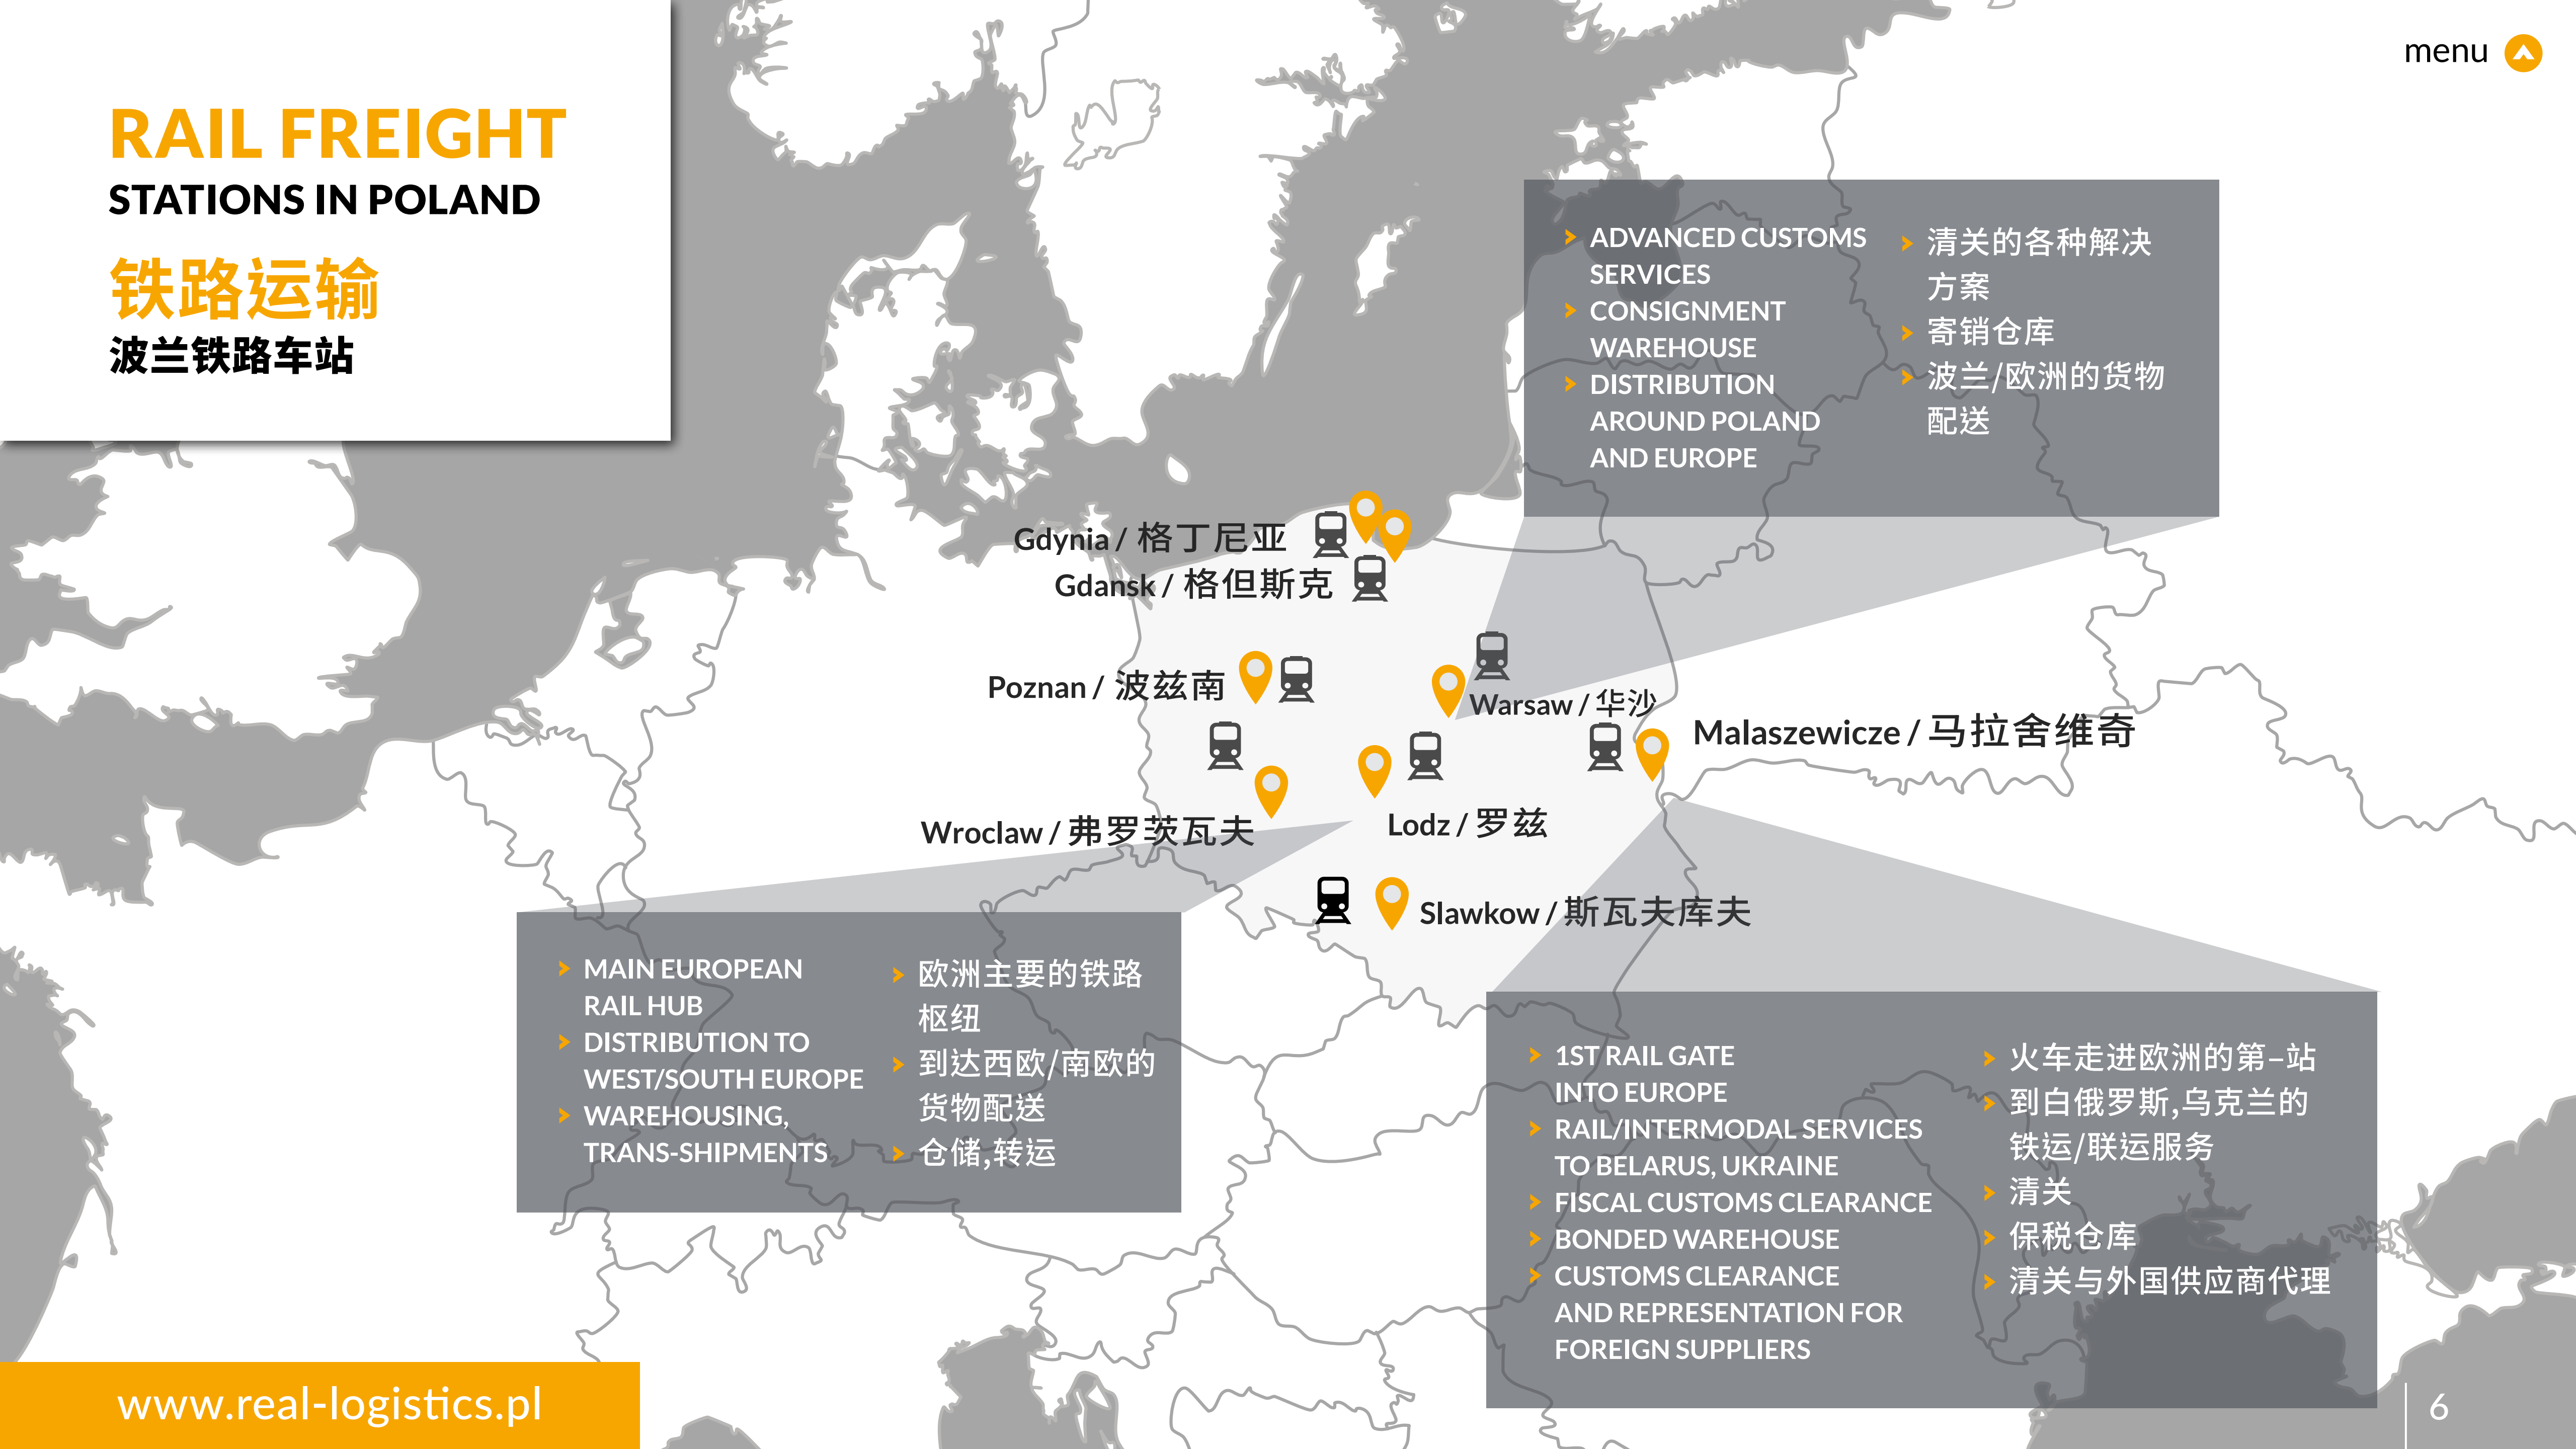 menu
RAIL FREIGHT
STATIONS IN POLAND
铁路运输
波兰铁路车站
ADVANCED CUSTOMS
SERVICES
CONSIGNMENT
WAREHOUSE
DISTRIBUTION
AROUND POLAND
AND EUROPE
清关的各种解决
方案
寄销仓库
波兰/欧洲的货物
配送
Gdynia / 格丁尼亚
Gdansk / 格但斯克
Poznan / 波兹南
Warsaw / 华沙
Malaszewicze / 马拉舍维奇
Wroclaw / 弗罗茨瓦夫
Lodz / 罗兹
Slawkow / 斯瓦夫库夫
MAIN EUROPEAN
RAIL HUB
DISTRIBUTION TO
WEST/SOUTH EUROPE
WAREHOUSING,
TRANS-SHIPMENTS
欧洲主要的铁路
枢纽
到达西欧/南欧的
货物配送
仓储,转运
1ST RAIL GATE
INTO EUROPE
RAIL/INTERMODAL SERVICES
TO BELARUS, UKRAINE
FISCAL CUSTOMS CLEARANCE
BONDED WAREHOUSE
CUSTOMS CLEARANCE
AND REPRESENTATION FOR
FOREIGN SUPPLIERS
火车走进欧洲的第–站
到白俄罗斯,乌克兰的
铁运/联运服务
清关
保税仓库
清关与外国供应商代理
www.real-logistics.pl
6